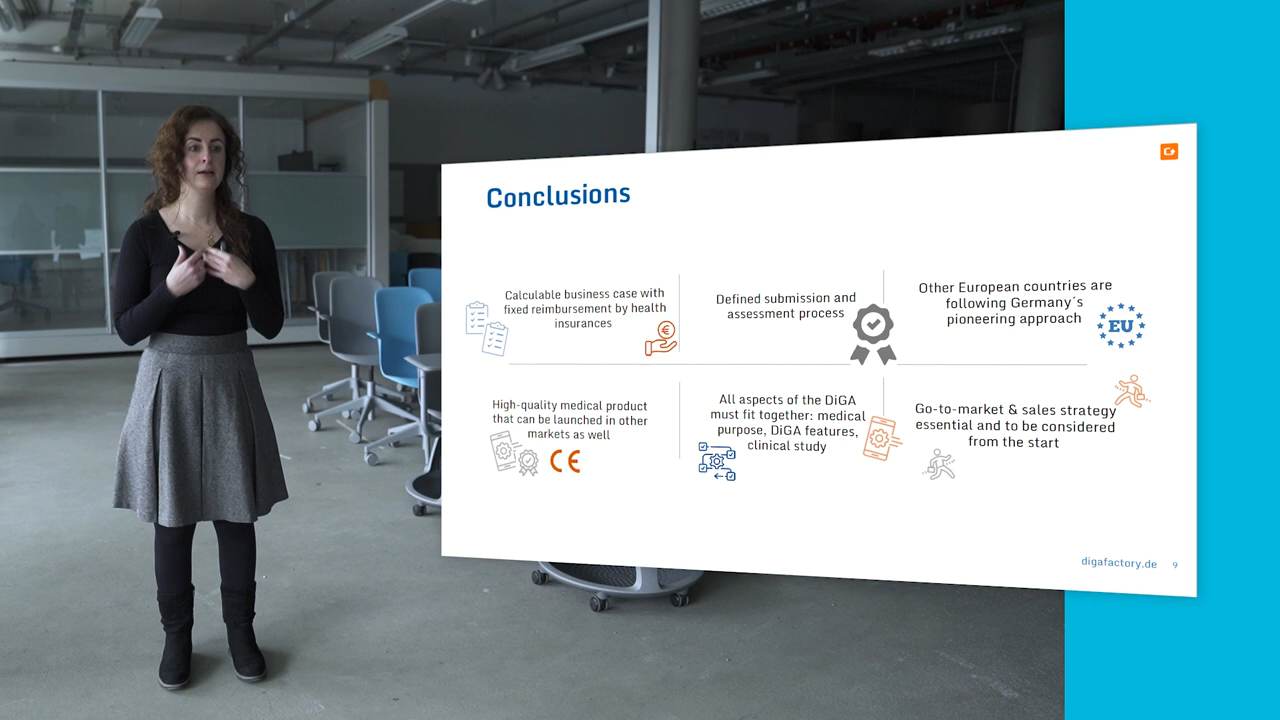 Conclusions
Calculable business case with
fixed reimbursement by health
insurances
Defined submission and
assessment process
Other European countries are
following Germany´s
pioneering approach
EU
High-quality medical product
that can be launched in other
markets as well
CE
All aspects of the DiGA
must fit together: medical
purpose, DiGA features,
clinical study
Go-to-market & sales strategy
essential and to be considered
from the start
digafactory.de 9